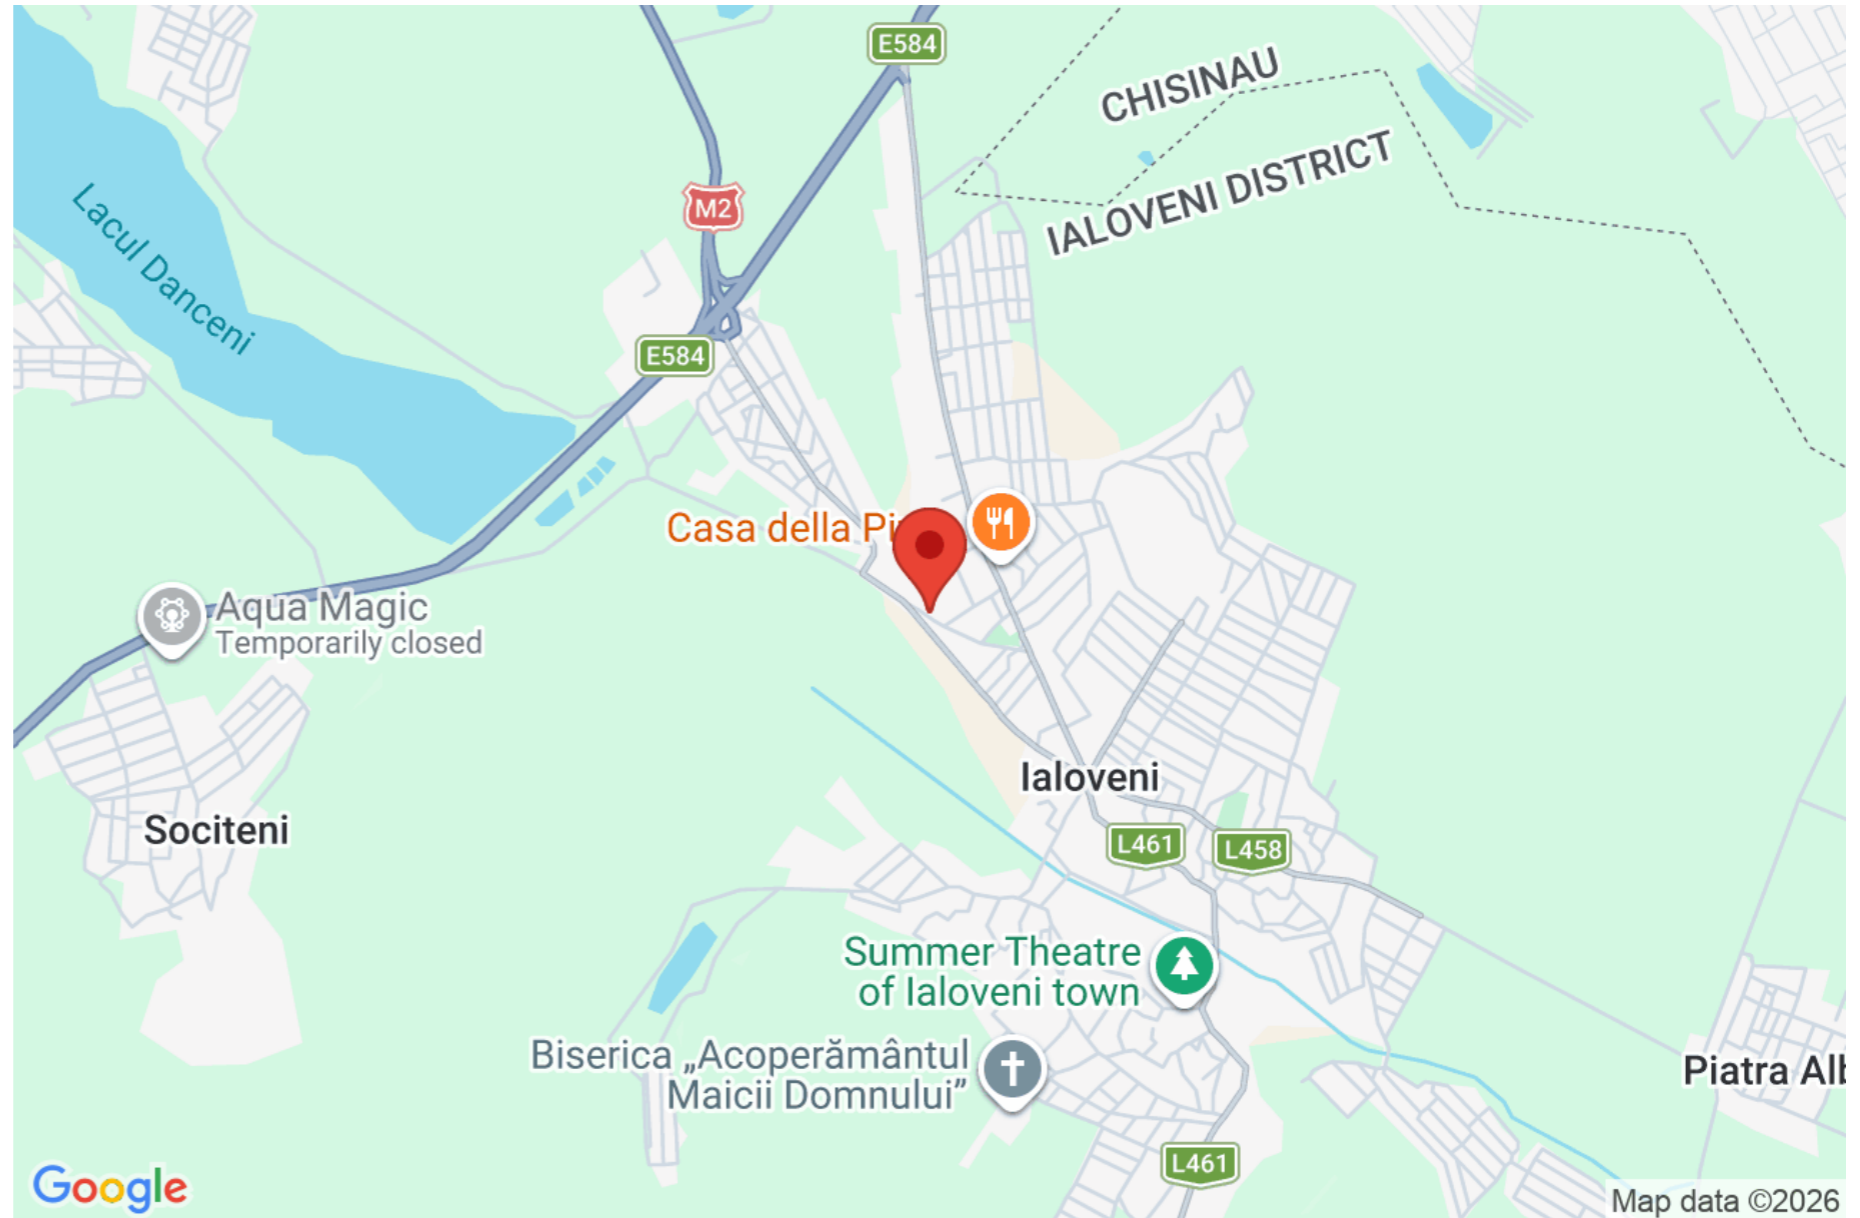 E584
CHISINAU
IALOVENI DISTRICT
M2
Lacul Danceni
E584
Casa della Pi
Aqua Magic
Temporarily closed
Ialoveni
Sociteni
L461
L458
Summer Theatre
of Ialoveni town
Biserica „Acoperământul
Maicii Domnului”
Piatra Alb
L461
Google
Map data ©2026